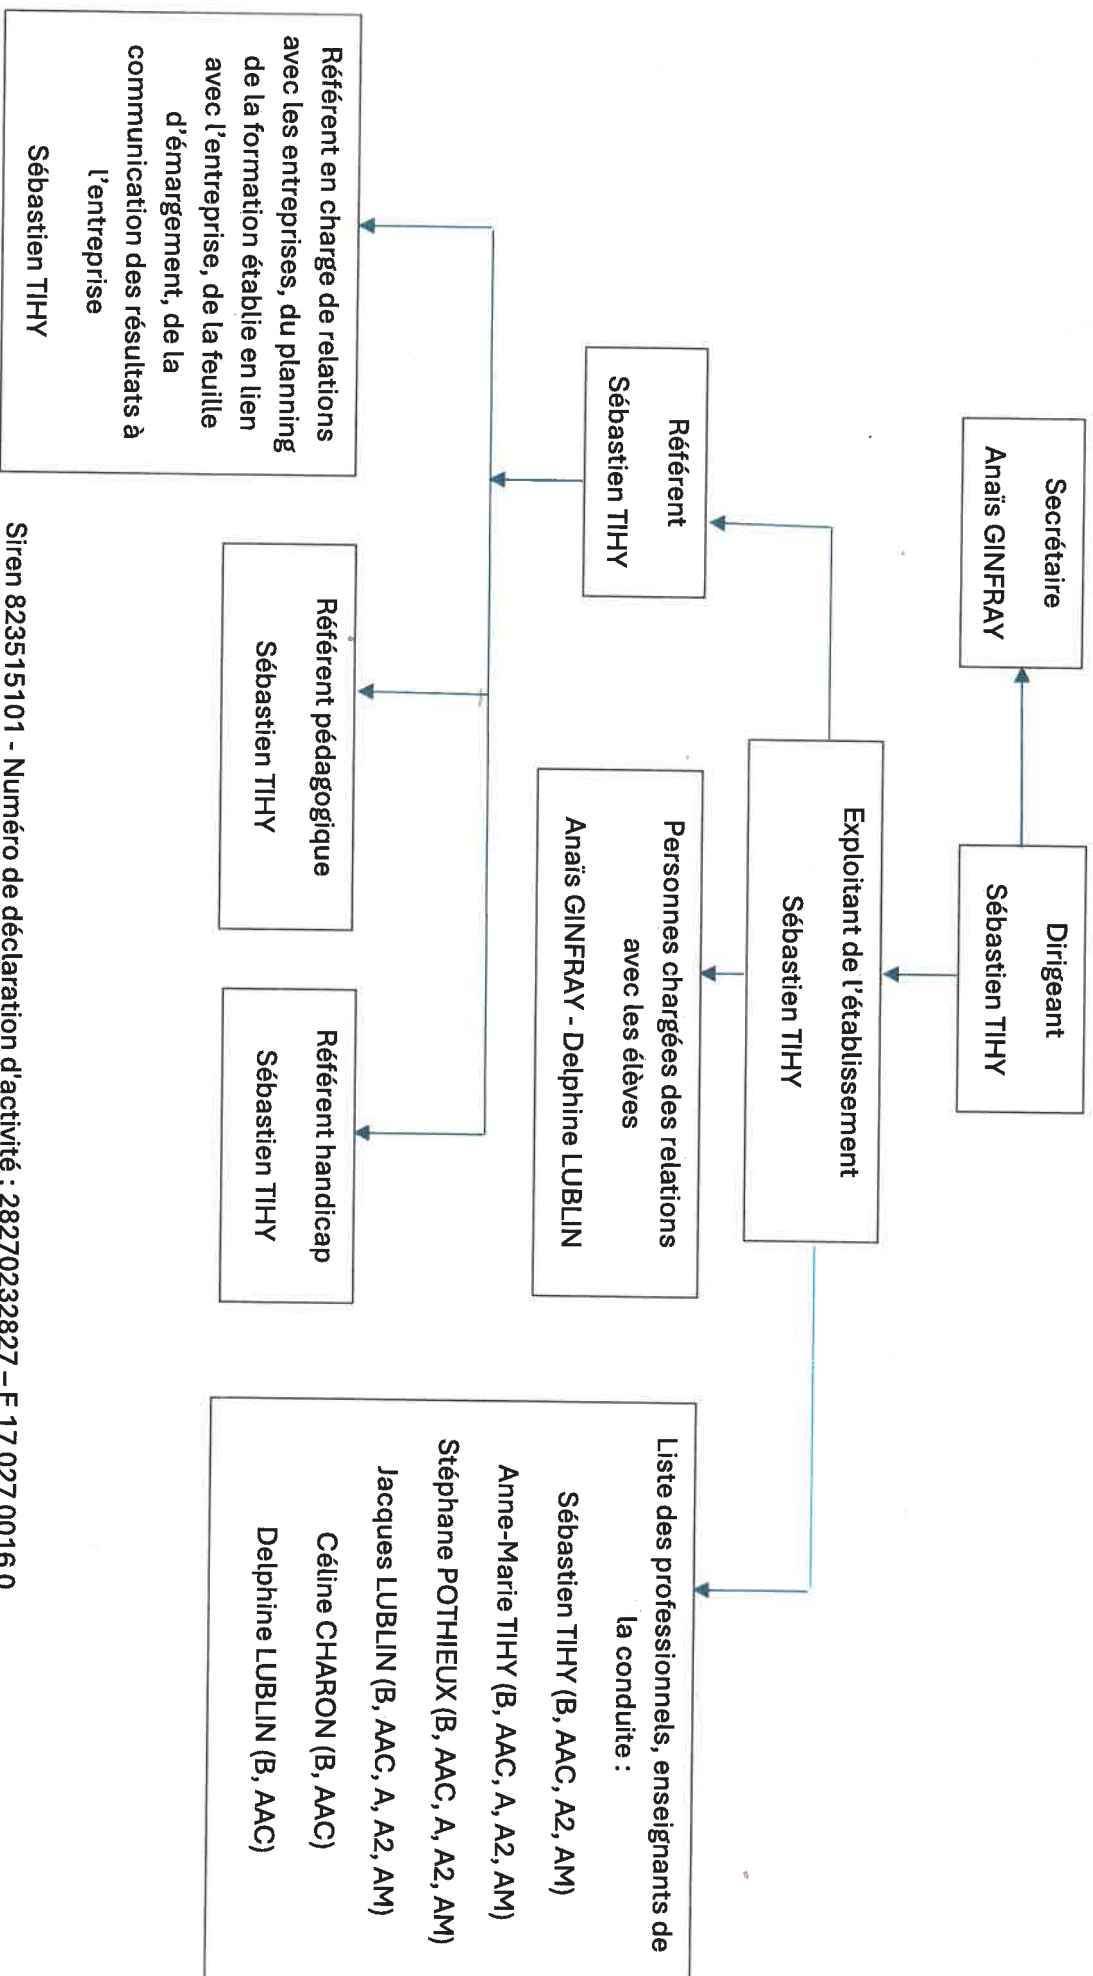 Secrétaire
Anaïs GINFRAY
Dirigeant
Sébastien TIHY
Exploitant de l'établissement
Sébastien TIHY
Référent
Sébastien TIHY
Personnes chargées des relations
avec les élèves
Anaïs GINFRAY - Delphine LUBLIN
Liste des professionnels, enseignants de
la conduite :
Sébastien TIHY (B, AAC, A2, AM)
Anne-Marie TIHY (B, AAC, A, A2, AM)
Stéphane POTHIEUX (B, AAC, A, A2, AM)
Jacques LUBLIN (B, AAC, A, A2, AM)
Céline CHARON (B, AAC)
Delphine LUBLIN (B, AAC)
Référent en charge de relations
avec les entreprises, du planning
de la formation établie en lien
avec l'entreprise, de la feuille
d'émargement, de la
communication des résultats à
l'entreprise
Sébastien TIHY
Référent pédagogique
Sébastien TIHY
Référent handicap
Sébastien TIHY
Siren 823515101 - Numéro de déclaration d'activité : 28270232827 – E 17 027 0016 0